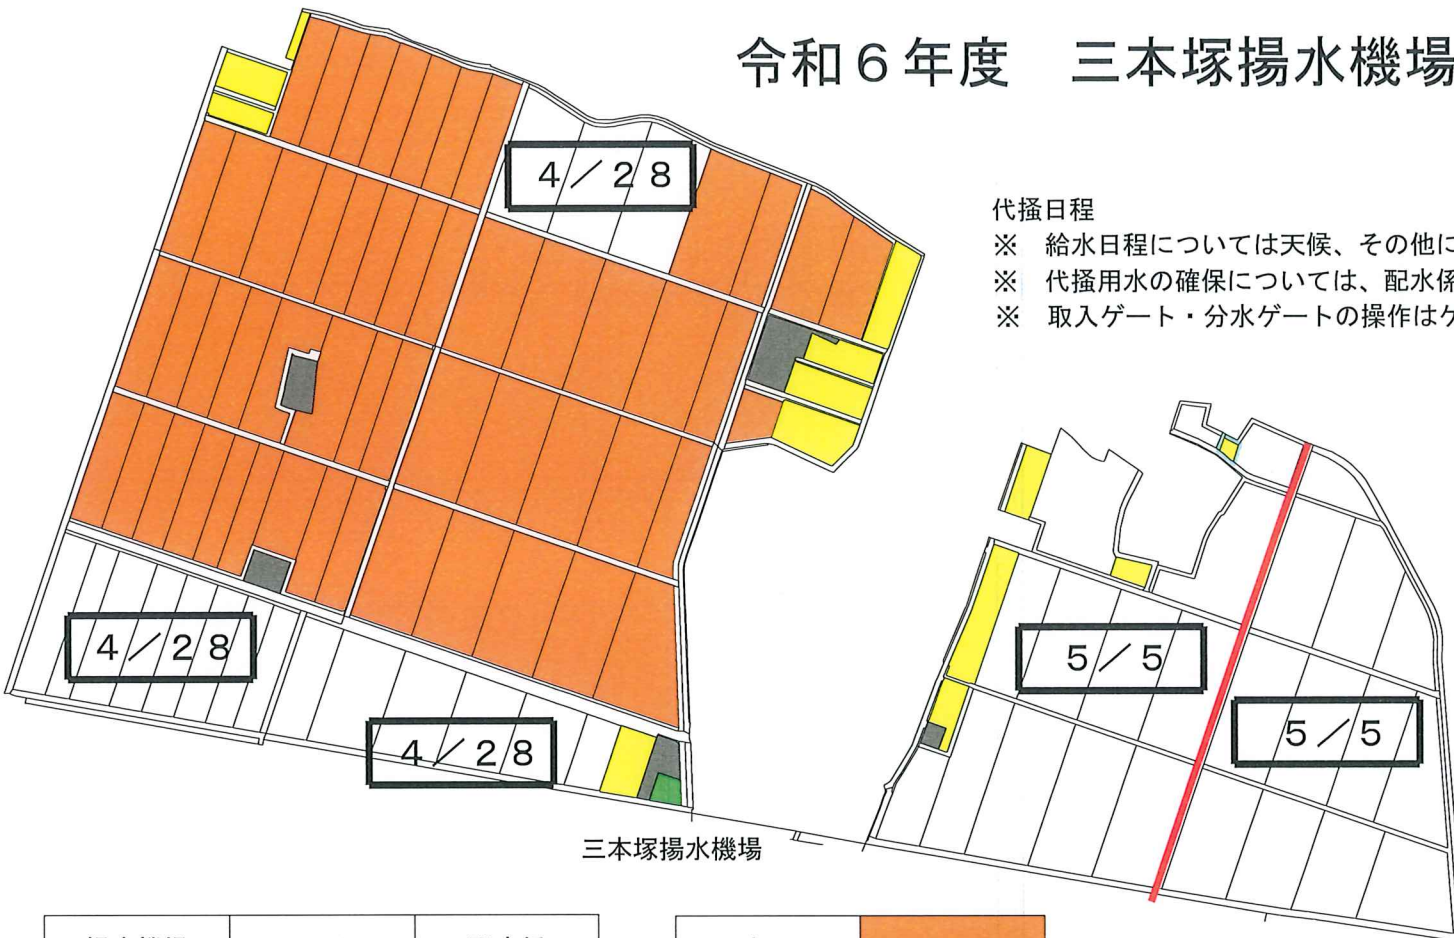 令和６年度　三本塚揚水機場
４／２８
代掻日程
※　給水日程については天候、その他に
※　代掻用水の確保については、配水係
※　取入ゲート・分水ゲートの操作は
４／２８
５／５
５／５
４／２８
三本塚揚水機場